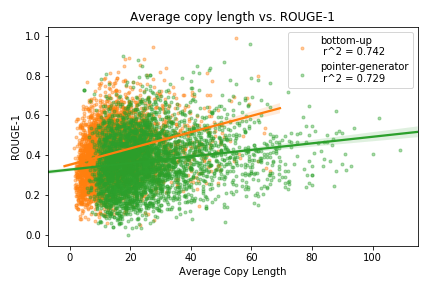 Average copy length vs. ROUGE-1
bottom-up
r^2 = 0.742
pointer-generator
r^2 = 0.729
ROUGE-1
1.0
0.8
0.6
0.4
0.2
0.0
0
20
40
60
80
100
Average Copy Length